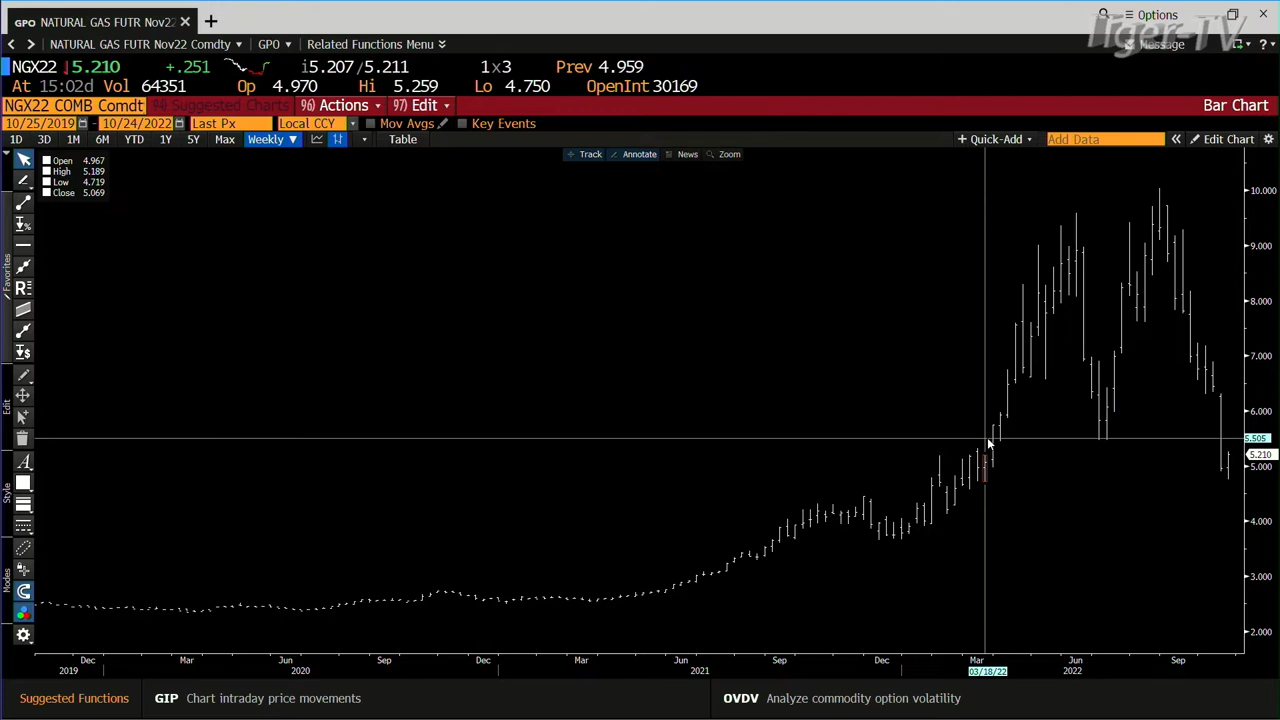 GPO NATURAL GAS FUTR Nov22
Options
Tiger-TV
NATURAL GAS FUTR Nov22 Comdty GPO Related Functions Menu
Message
NGX22 5.210 +.251 i5.207/5.211 1x3 Prev 4.959
At 15:02d Vol 64351 Op 4.970 Hi 5.259 Lo 4.750 OpenInt 30169
NGX22 COMB Comdt 94) Suggested Charts 96) Actions 97) Edit Bar Chart
10/25/2019 - 10/24/2022 Last Px Local CCY Mov Avgs Key Events
1D 3D 1M 6M YTD 1Y 5Y Max Weekly Table + Quick-Add Add Data Edit Chart
Track Annotate News Zoom
Open 4.967
High 5.189
Low 4.719
Close 5.069
Favorites
Edit
Style
Modes
10.000
9.000
8.000
7.000
6.000
5.505
5.210
5.000
4.000
3.000
2.000
Dec Mar Jun Sep Dec Mar Jun Sep Dec Mar Jun Sep
2019 2020 2021 03/18/22 2022
Suggested Functions GIP Chart intraday price movements OVDV Analyze commodity option volatility